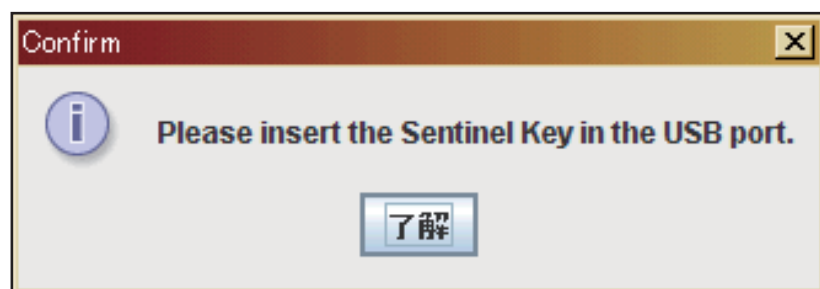 Confirm
Please insert the Sentinel Key in the USB port.
了解